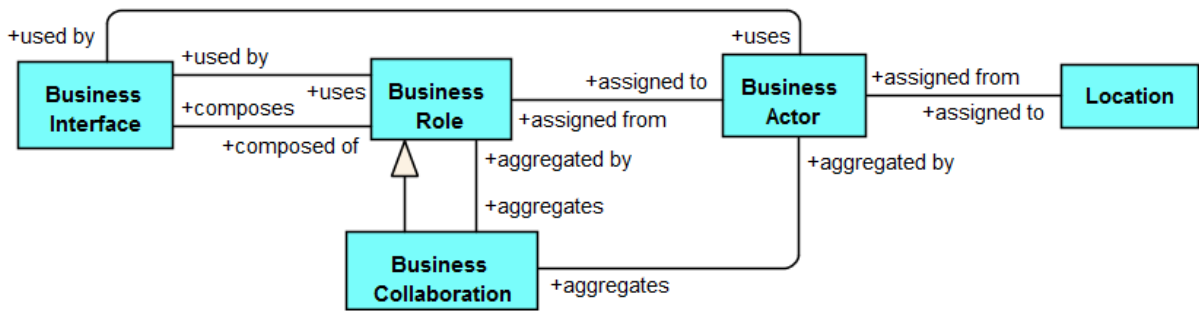 +used by
+uses
+used by
+uses
Business
Interface
+composes
+composed of
Business
Role
+assigned to
+assigned from
Business
Actor
+assigned from
+assigned to
Location
+aggregated by
+aggregates
+aggregated by
Business
Collaboration
+aggregates